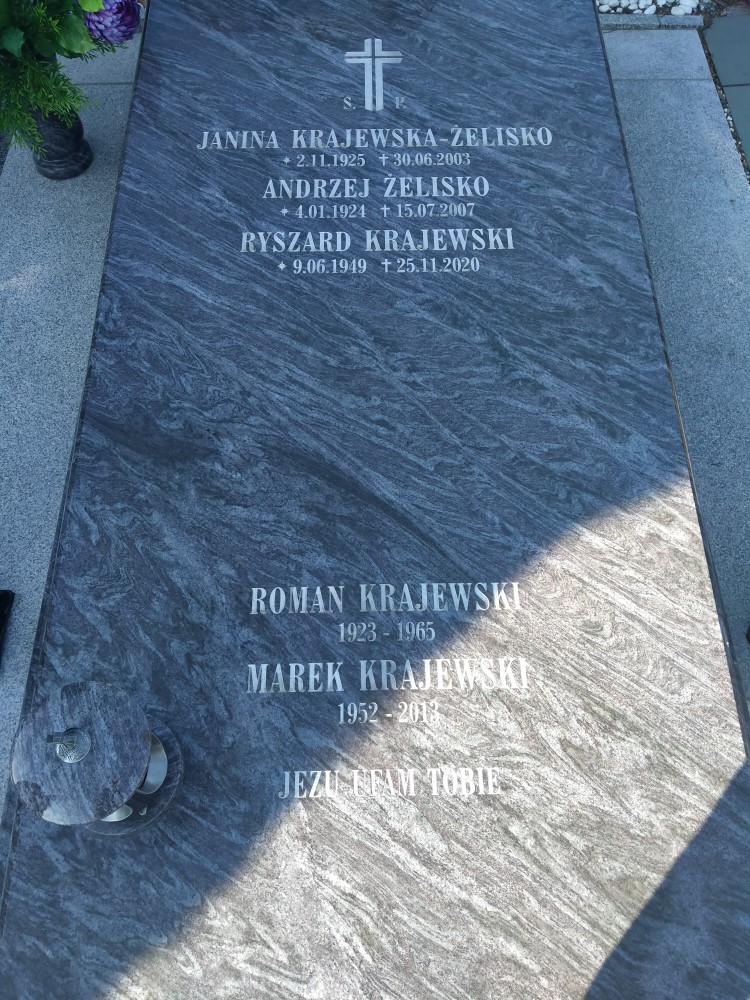 Ś. P.
JANINA KRAJEWSKA-ŻELISKO
* 2.11.1925 † 30.06.2003
ANDRZEJ ŻELISKO
* 4.01.1924 † 15.07.2007
RYSZARD KRAJEWSKI
* 9.06.1949 † 25.11.2020
ROMAN KRAJEWSKI
1923 - 1965
MAREK KRAJEWSKI
1952 - 2013
JEZU UFAM TOBIE